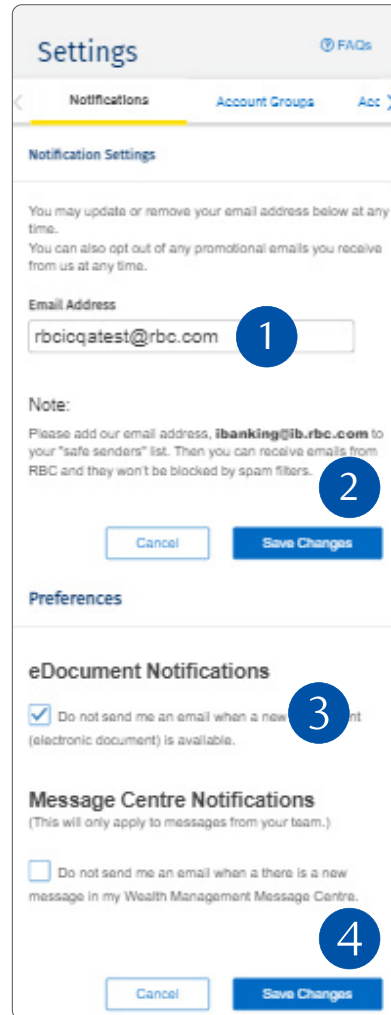 Settings
FAQs
Notifications Account Groups Acc
Notification Settings
You may update or remove your email address below at any
time.
You can also opt out of any promotional emails you receive
from us at any time.
Email Address
rbcicqatest@rbc.com 1
Note:
Please add our email address, ibanking@ib.rbc.com to
your "safe senders" list. Then you can receive emails from
RBC and they won't be blocked by spam filters.
2
Cancel Save Changes
Preferences
eDocument Notifications
Do not send me an email when a new 3 nt
(electronic document) is available.
Message Centre Notifications
(This will only apply to messages from your team.)
Do not send me an email when a there is a new
message in my Wealth Management Message Centre.
4
Cancel Save Changes